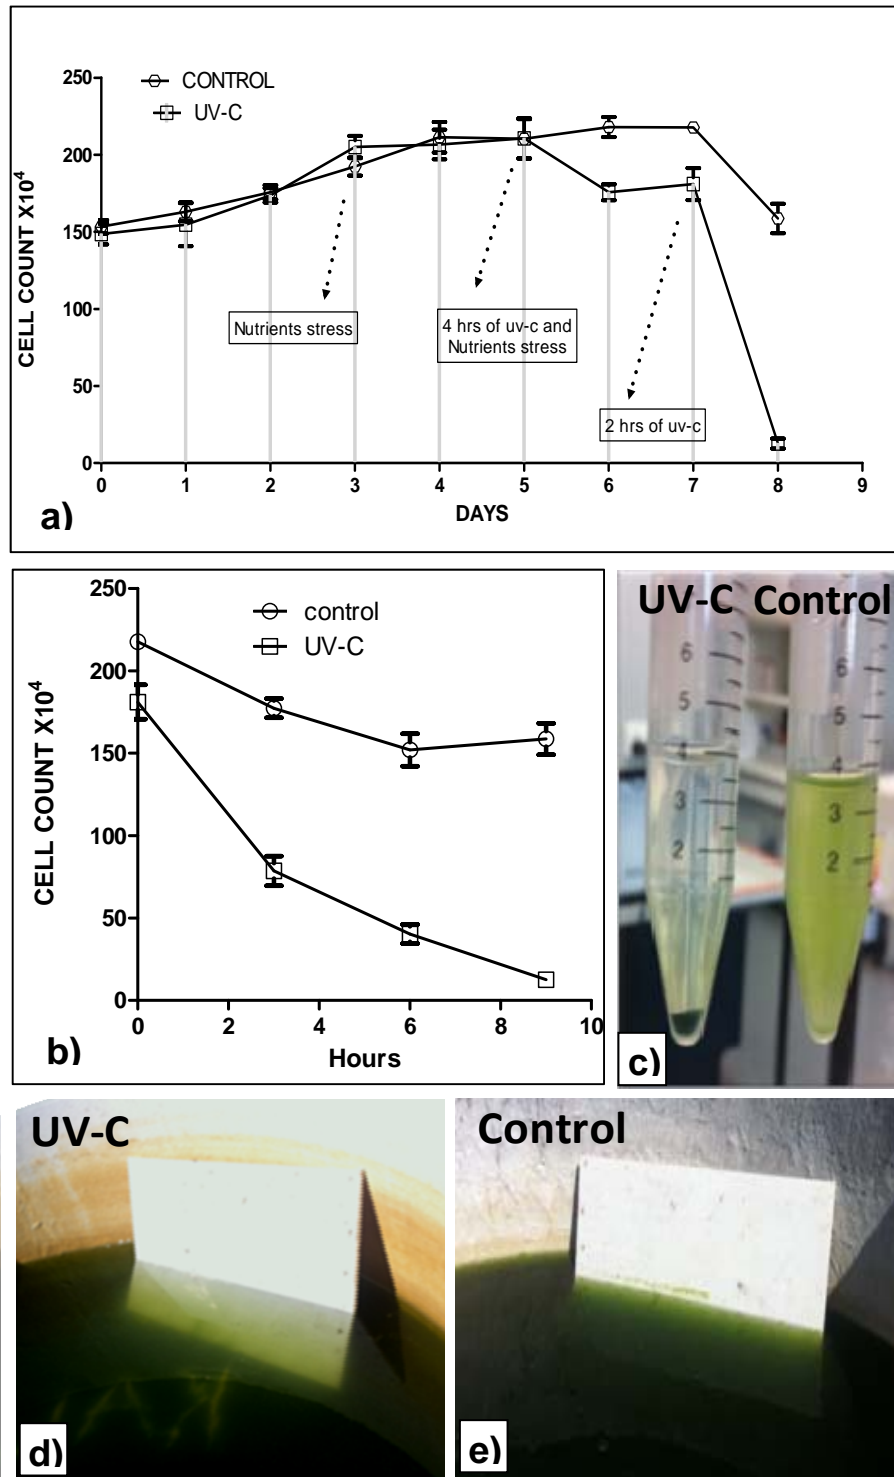 250
200
150
100
50
0
CELL COUNT X10⁴
CONTROL
UV-C
Nutrients stress
4 hrs of uv-c and
Nutrients stress
2 hrs of uv-c
0 1 2 3 4 5 6 7 8 9
DAYS
a)
250
200
150
100
50
0
CELL COUNT X10⁴
control
UV-C
0 2 4 6 8 10
Hours
b)
UV-C Control
6
5
4
3
2
6
5
4
3
2
c)
UV-C
d)
Control
e)